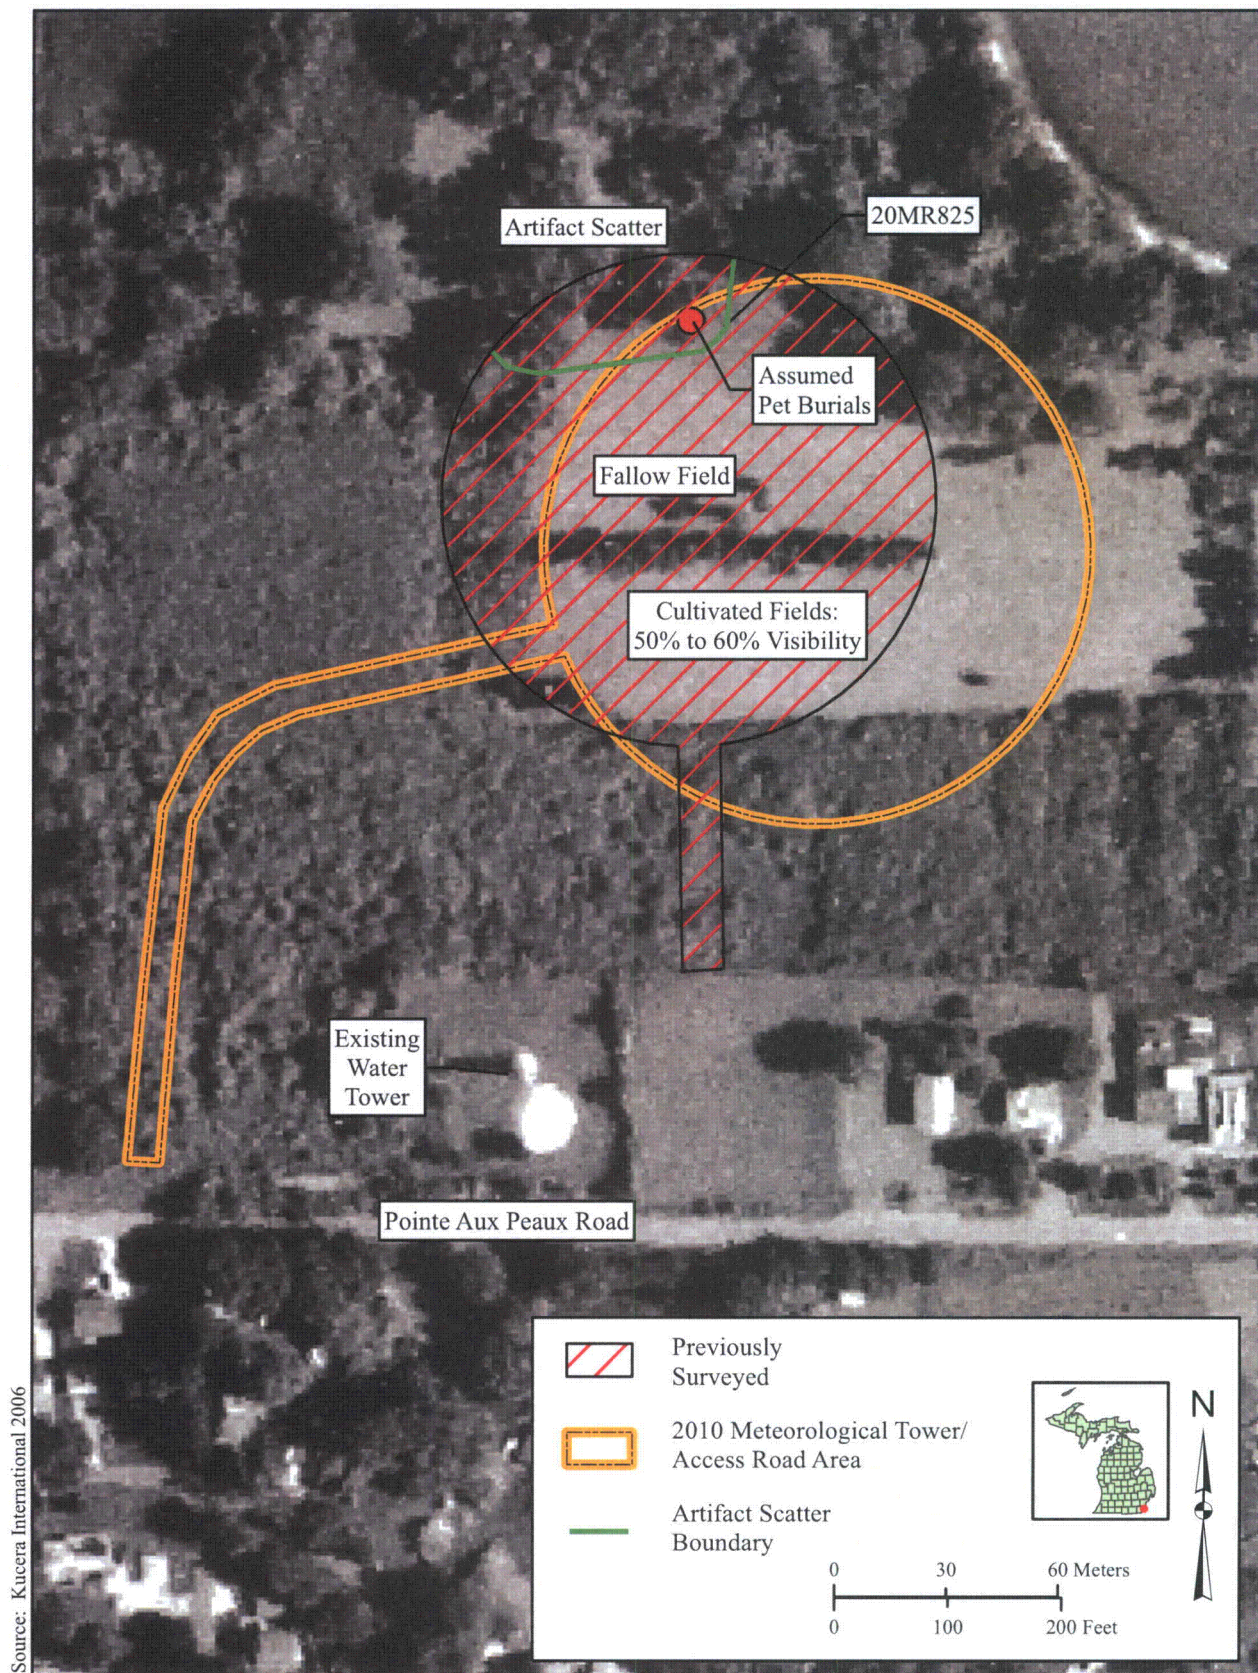 Artifact Scatter
20MR825
Assumed
Pet Burials
Fallow Field
Cultivated Fields:
50% to 60% Visibility
Existing
Water
Tower
Pointe Aux Peaux Road
Previously
Surveyed
2010 Meteorological Tower/
Access Road Area
Artifact Scatter
Boundary
N
0 30 60 Meters
0 100 200 Feet
Source: Kucera International 2006